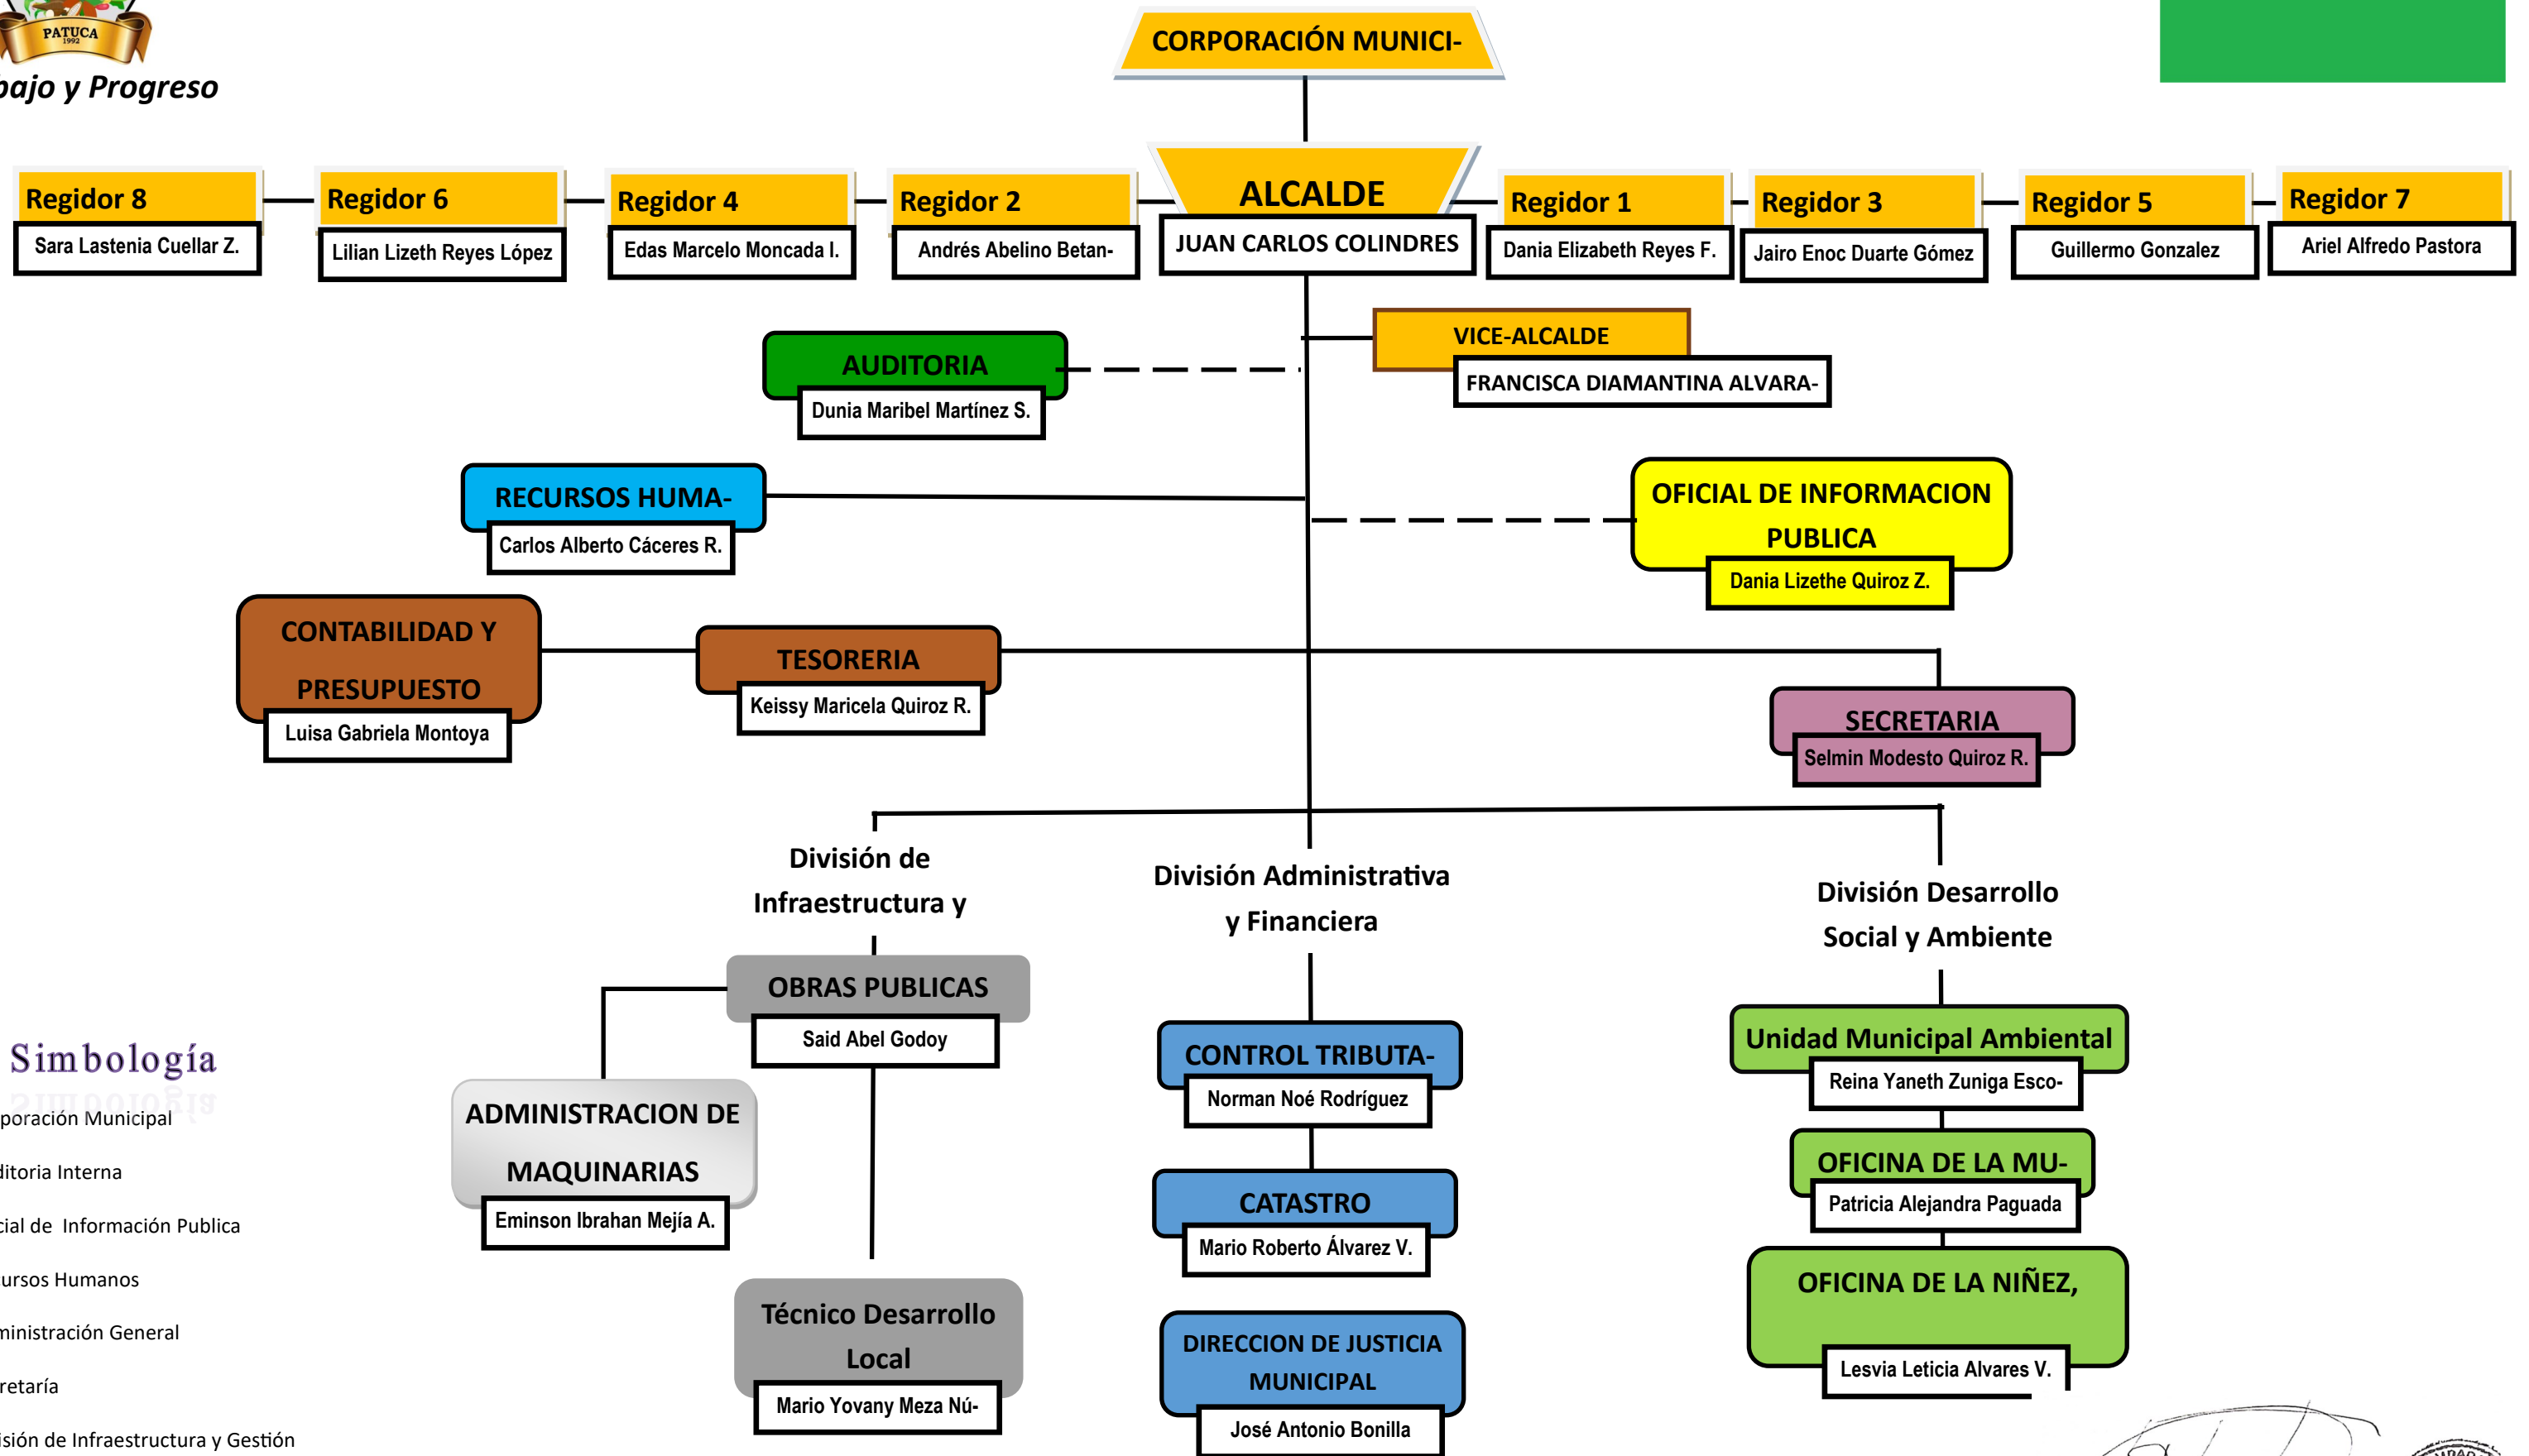 PATUCA
1992
bajo y Progreso
CORPORACIÓN MUNICI-
Regidor 8
Sara Lastenia Cuellar Z.
Regidor 6
Lilian Lizeth Reyes López
Regidor 4
Edas Marcelo Moncada I.
Regidor 2
Andrés Abelino Betan-
ALCALDE
JUAN CARLOS COLINDRES
Regidor 1
Dania Elizabeth Reyes F.
Regidor 3
Jairo Enoc Duarte Gómez
Regidor 5
Guillermo Gonzalez
Regidor 7
Ariel Alfredo Pastora
VICE-ALCALDE
FRANCISCA DIAMANTINA ALVARA-
AUDITORIA
Dunia Maribel Martínez S.
RECURSOS HUMA-
Carlos Alberto Cáceres R.
OFICIAL DE INFORMACION
PUBLICA
Dania Lizethe Quiroz Z.
CONTABILIDAD Y
PRESUPUESTO
Luisa Gabriela Montoya
TESORERIA
Keissy Maricela Quiroz R.
SECRETARIA
Selmin Modesto Quiroz R.
División de
Infraestructura y
División Administrativa
y Financiera
División Desarrollo
Social y Ambiente
OBRAS PUBLICAS
Said Abel Godoy
ADMINISTRACION DE
MAQUINARIAS
Eminson Ibrahan Mejía A.
Técnico Desarrollo
Local
Mario Yovany Meza Nú-
CONTROL TRIBUTA-
Norman Noé Rodríguez
CATASTRO
Mario Roberto Álvarez V.
DIRECCION DE JUSTICIA
MUNICIPAL
José Antonio Bonilla
Unidad Municipal Ambiental
Reina Yaneth Zuniga Esco-
OFICINA DE LA MU-
Patricia Alejandra Paguada
OFICINA DE LA NIÑEZ,
Lesvia Leticia Alvares V.
Simbología
poración Municipal
ditoria Interna
cial de Información Publica
cursos Humanos
ministración General
retaría
isión de Infraestructura y Gestión